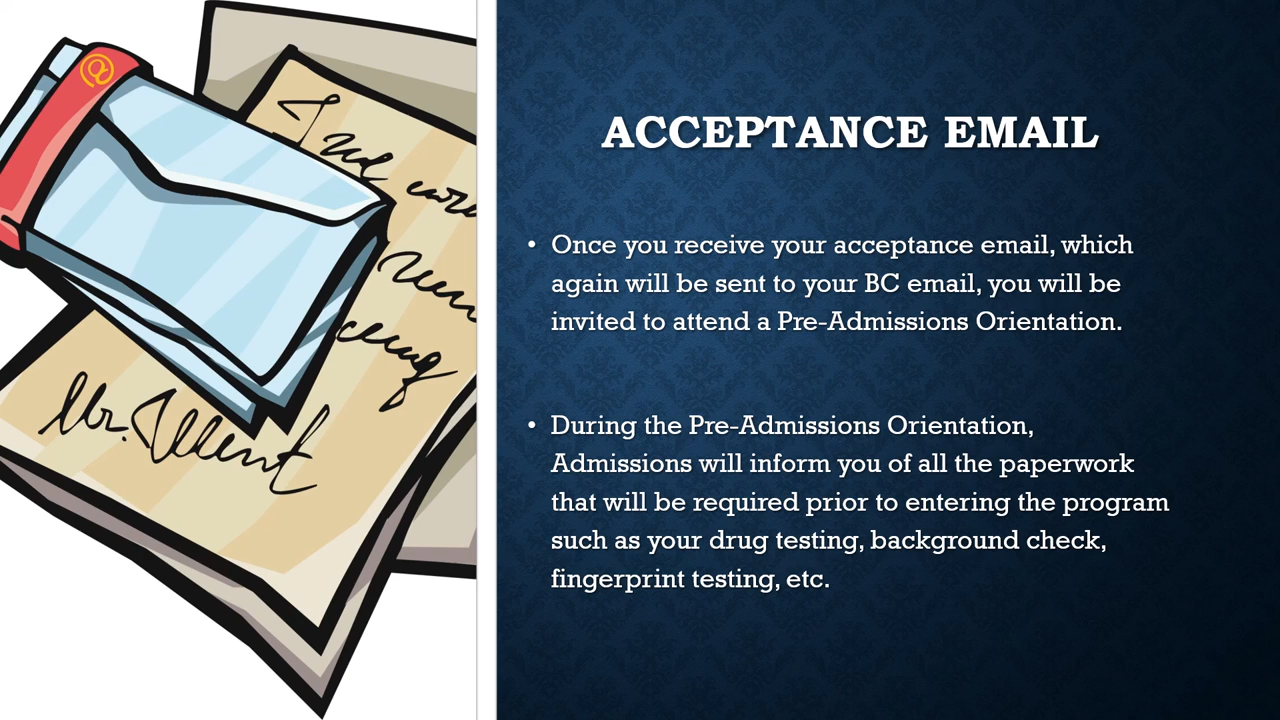 @
ACCEPTANCE EMAIL
• Once you receive your acceptance email, which
again will be sent to your BC email, you will be
invited to attend a Pre-Admissions Orientation.
• During the Pre-Admissions Orientation,
Admissions will inform you of all the paperwork
that will be required prior to entering the program
such as your drug testing, background check,
fingerprint testing, etc.